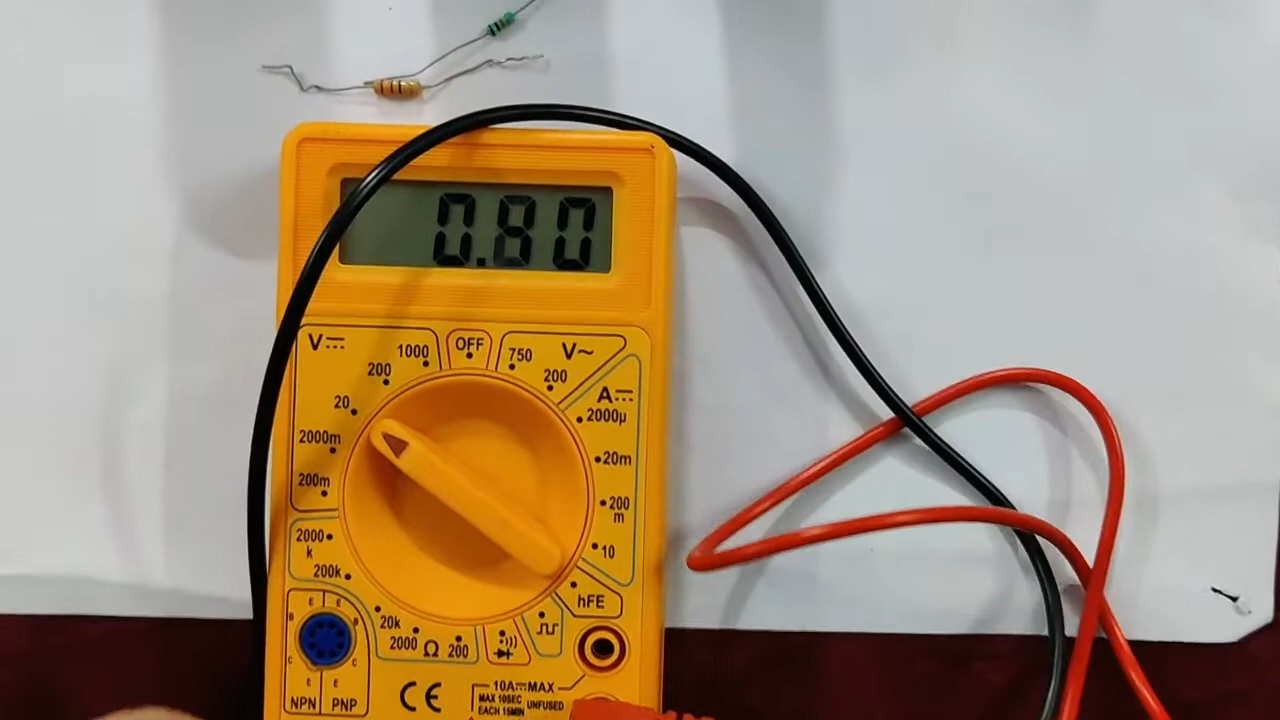 0.80
V⎓ 1000 OFF 750 V~
200 200
A⎓
20 2000µ
2000m 20m
200m 200
m
2000 10
k
200k hFE
20k
2000 Ω 200
E E
B B
C C
E E
NPN PNP
CE
10A⎓MAX
MAX 10SEC UNFUSED
EACH 15MIN